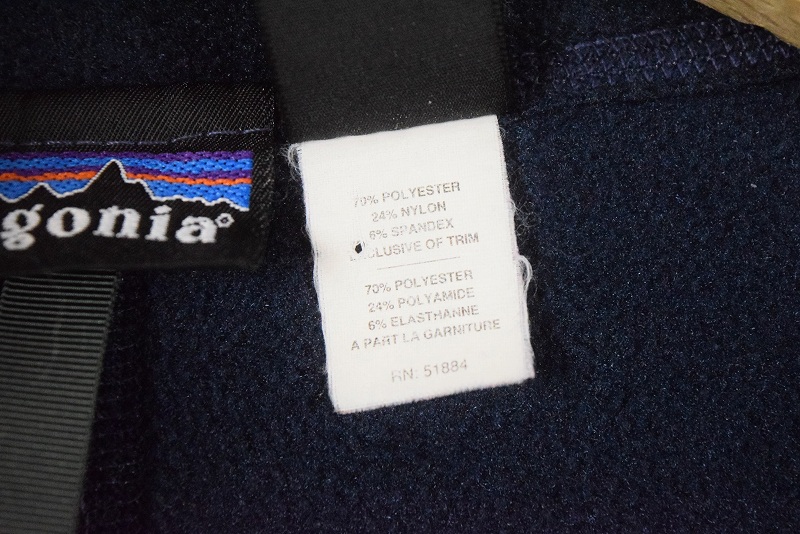 gonia®
70% POLYESTER
24% NYLON
6% SPANDEX
EXCLUSIVE OF TRIM
70% POLYESTER
24% POLYAMIDE
6% ELASTHANNE
A PART LA GARNITURE
RN: 51884